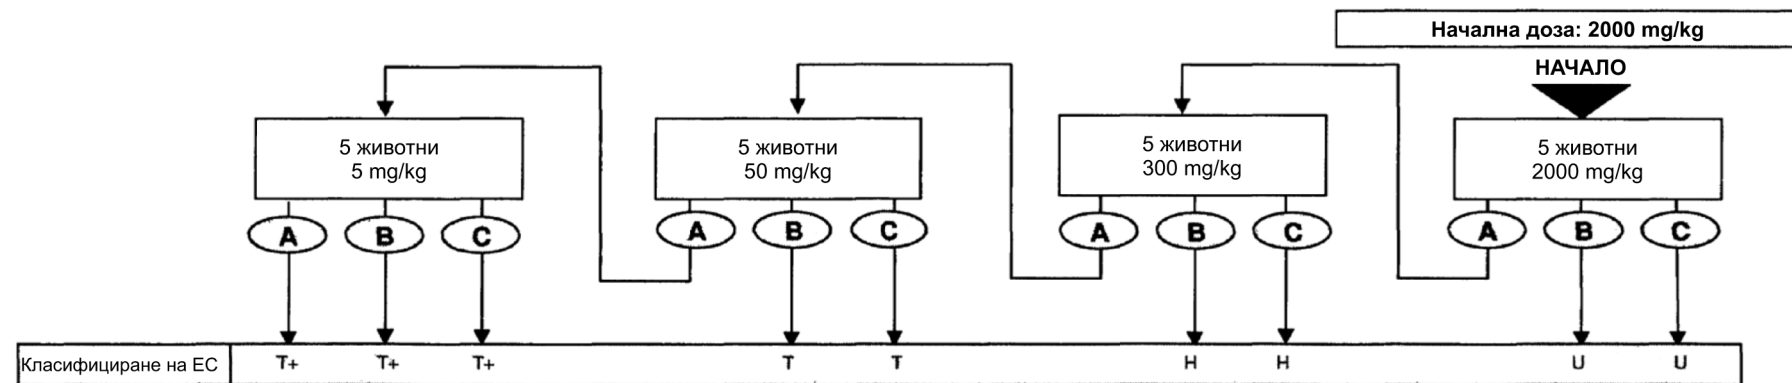 Начална доза: 2000 mg/kg
НАЧАЛО
5 животни
5 mg/kg
5 животни
50 mg/kg
5 животни
300 mg/kg
5 животни
2000 mg/kg
A B C A B C A B C A B C
Класифициране на ЕС T+ T+ T+ T T H H U U